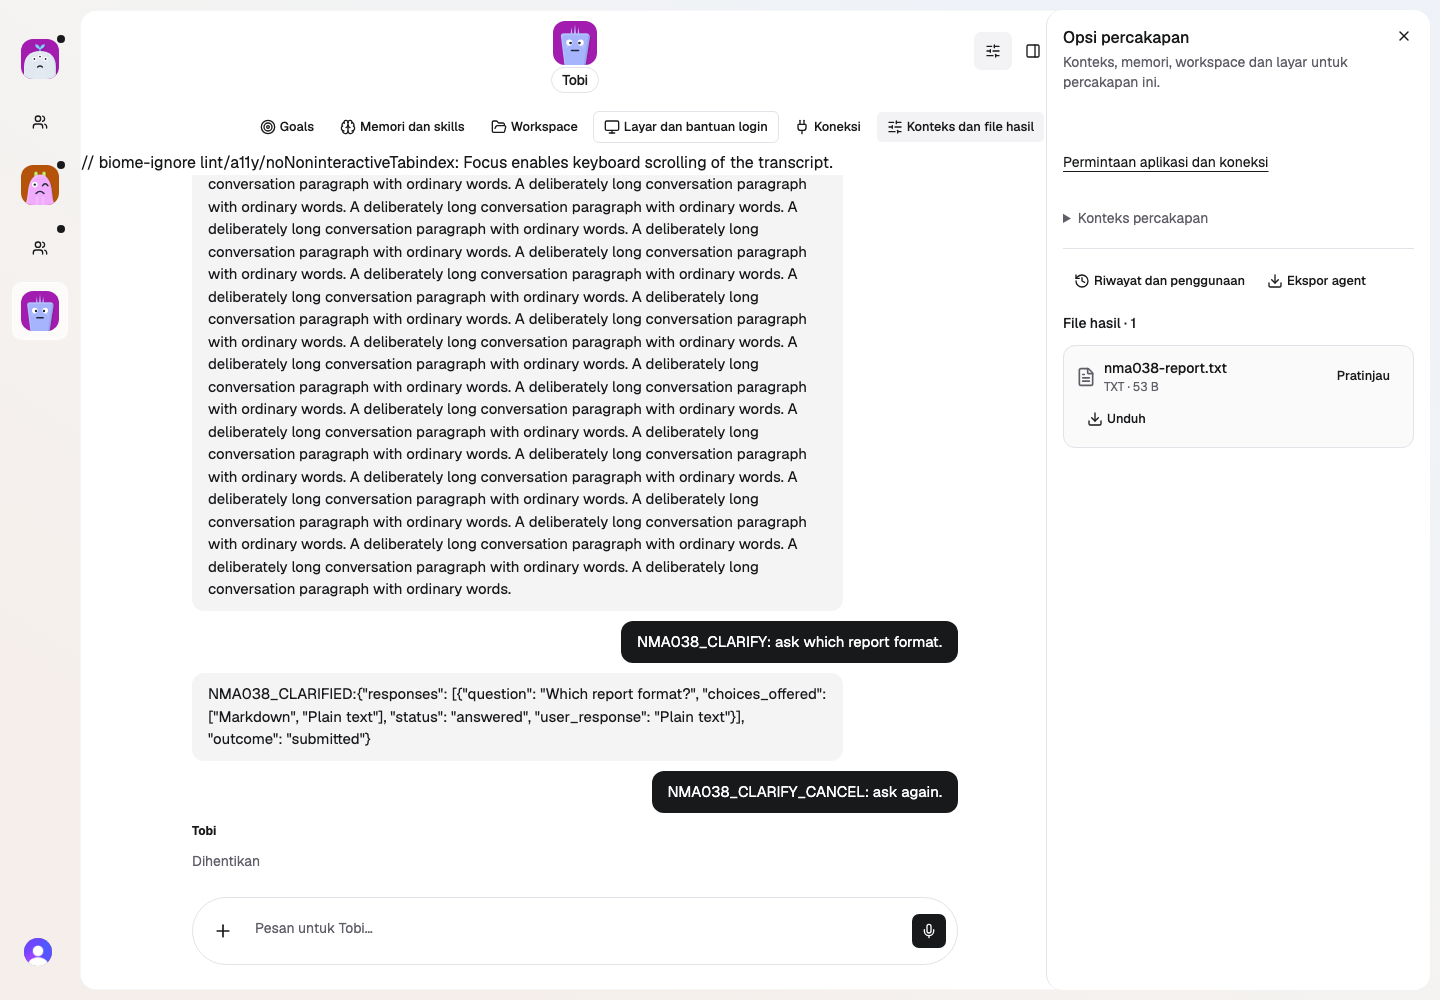 Tobi
Goals
Memori dan skills
Workspace
Layar dan bantuan login
Koneksi
Konteks dan file hasil
// biome-ignore lint/a11y/noNoninteractiveTabindex: Focus enables keyboard scrolling of the transcript.
conversation paragraph with ordinary words. A deliberately long conversation paragraph
with ordinary words. A deliberately long conversation paragraph with ordinary words. A
deliberately long conversation paragraph with ordinary words. A deliberately long
conversation paragraph with ordinary words. A deliberately long conversation paragraph
with ordinary words. A deliberately long conversation paragraph with ordinary words. A
deliberately long conversation paragraph with ordinary words. A deliberately long
conversation paragraph with ordinary words. A deliberately long conversation paragraph
with ordinary words. A deliberately long conversation paragraph with ordinary words. A
deliberately long conversation paragraph with ordinary words. A deliberately long
conversation paragraph with ordinary words. A deliberately long conversation paragraph
with ordinary words. A deliberately long conversation paragraph with ordinary words. A
deliberately long conversation paragraph with ordinary words. A deliberately long
conversation paragraph with ordinary words. A deliberately long conversation paragraph
with ordinary words. A deliberately long conversation paragraph with ordinary words. A
deliberately long conversation paragraph with ordinary words. A deliberately long
conversation paragraph with ordinary words. A deliberately long conversation paragraph
with ordinary words. A deliberately long conversation paragraph with ordinary words. A
deliberately long conversation paragraph with ordinary words. A deliberately long
conversation paragraph with ordinary words.
NMA038_CLARIFY: ask which report format.
NMA038_CLARIFIED:{"responses": [{"question": "Which report format?", "choices_offered":
["Markdown", "Plain text"], "status": "answered", "user_response": "Plain text"}],
"outcome": "submitted"}
NMA038_CLARIFY_CANCEL: ask again.
Tobi
Dihentikan
Pesan untuk Tobi...
Opsi percakapan
Konteks, memori, workspace dan layar untuk
percakapan ini.
Permintaan aplikasi dan koneksi
Konteks percakapan
Riwayat dan penggunaan
Ekspor agent
File hasil · 1
nma038-report.txt
TXT · 53 B
Pratinjau
Unduh